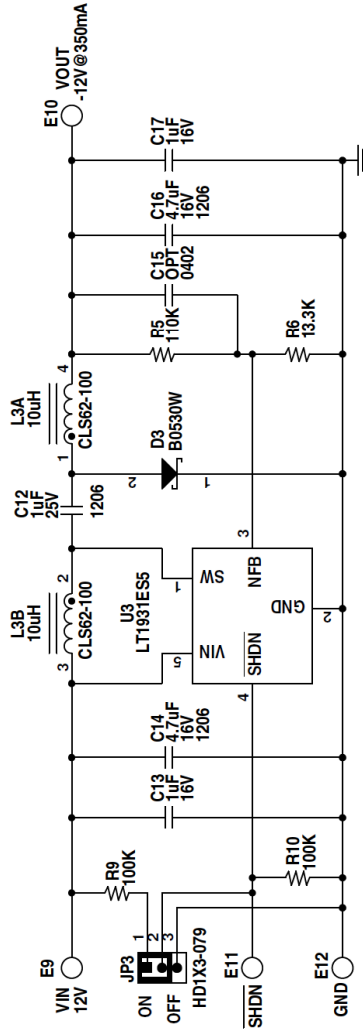 E9
VIN
12V
JP3
ON
OFF
1
2
3
HD1X3-079
E11
SHDN
E12
GND
R9
100K
R10
100K
C13
1uF
16V
C14
4.7uF
16V
1206
L3B
10uH
3
2
CLS62-100
U3
LT1931ES5
5
VIN
1
SW
4
SHDN
3
NFB
GND
2
C12
1uF
25V
1206
L3A
10uH
1
4
CLS62-100
D3
B0530W
2
1
R5
110K
R6
13.3K
C15
OPT
0402
C16
4.7uF
16V
1206
C17
1uF
16V
E10
VOUT
-12V@350mA